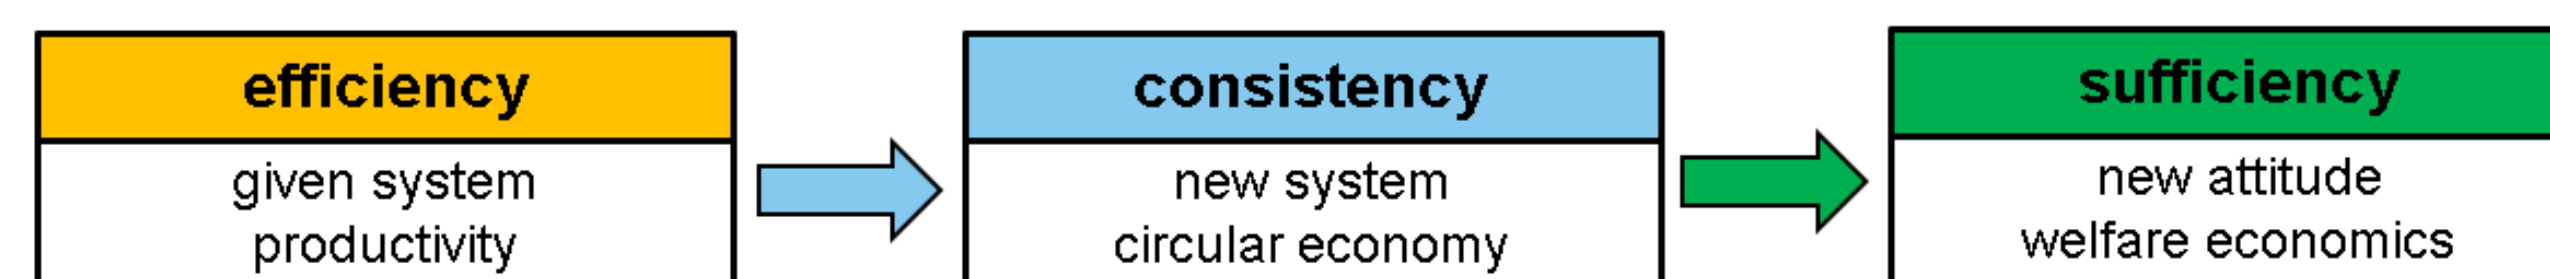 efficiency
given system
productivity
consistency
new system
circular economy
sufficiency
new attitude
welfare economics